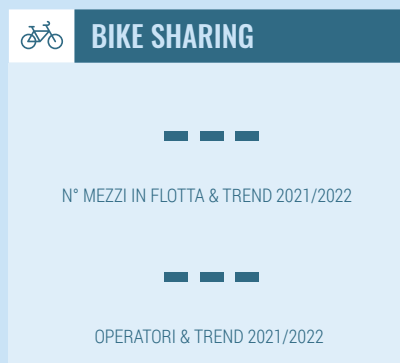 BIKE SHARING
---
N° MEZZI IN FLOTTA & TREND 2021/2022
---
OPERATORI & TREND 2021/2022